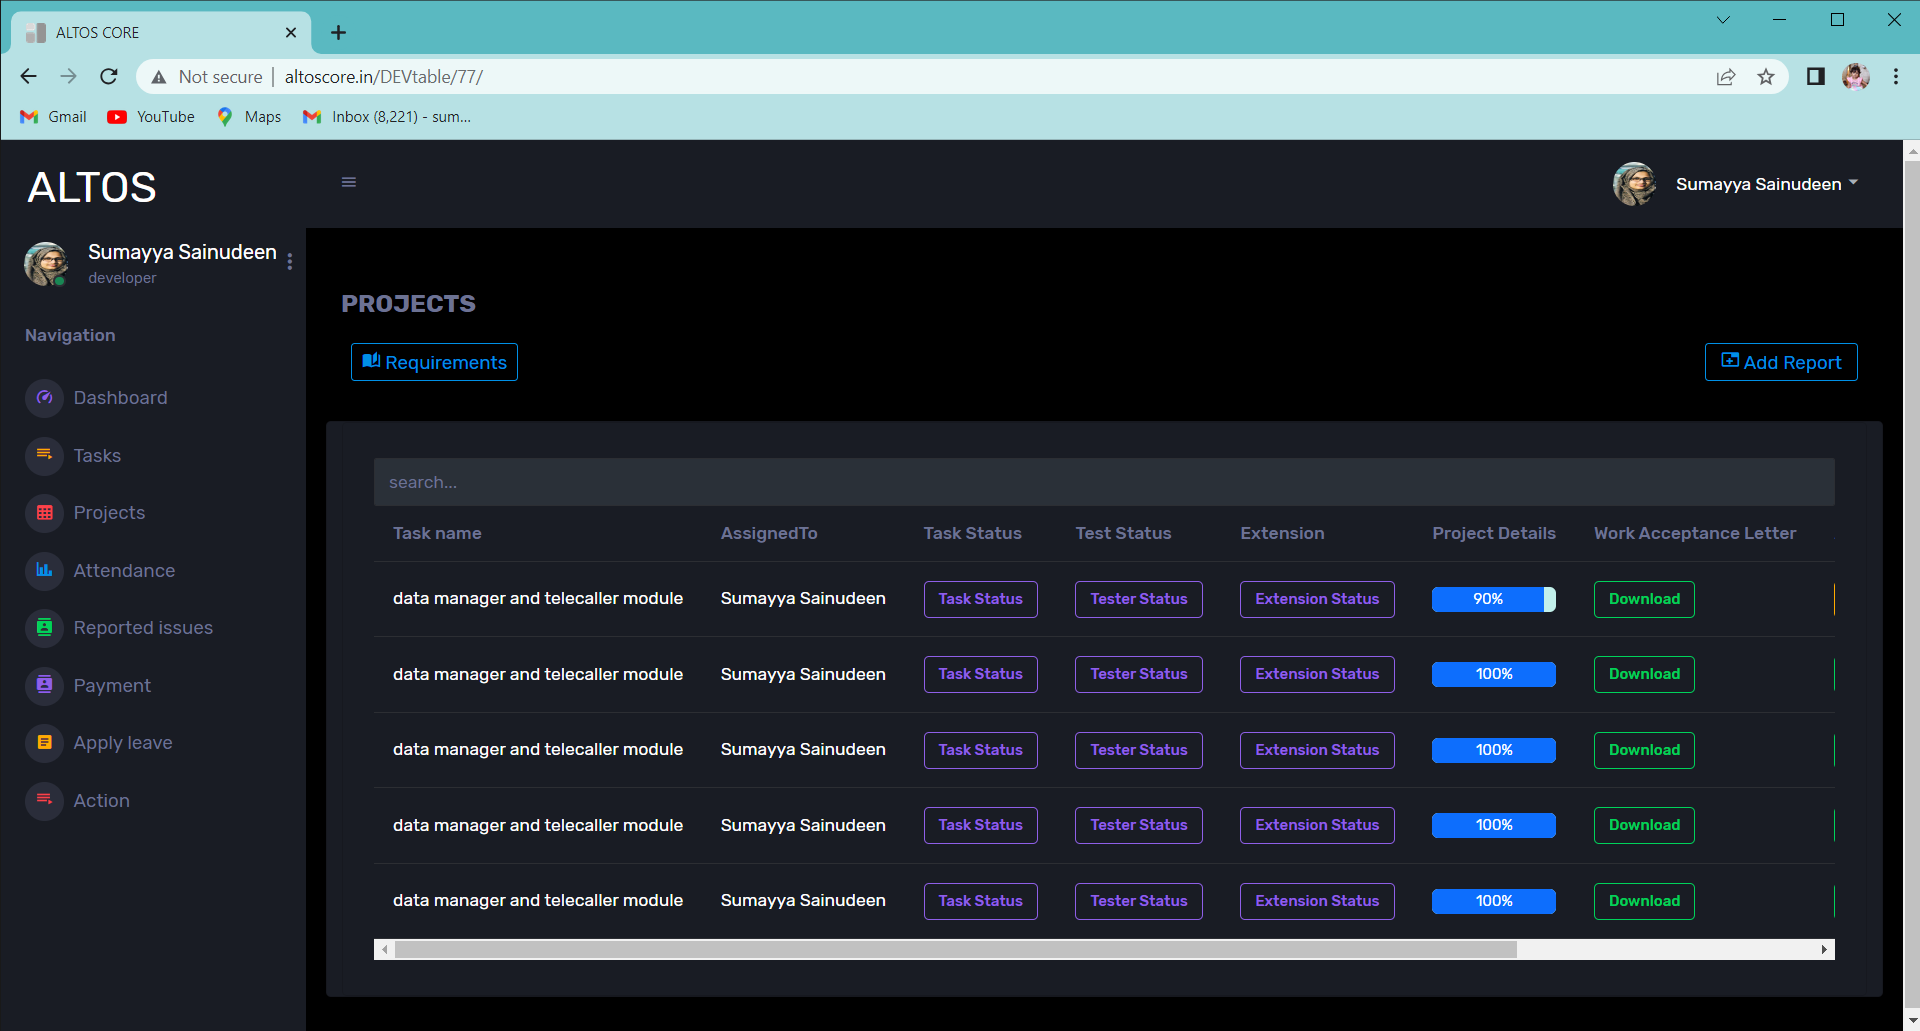 ALTOS CORE
Not secure | altoscore.in/DEVtable/77/
Gmail YouTube Maps Inbox (8,221) - sum...
ALTOS
Sumayya Sainudeen
Sumayya Sainudeen
developer
Navigation
Dashboard
Tasks
Projects
Attendance
Reported issues
Payment
Apply leave
Action
PROJECTS
Requirements
Add Report
search...
Task name AssignedTo Task Status Test Status Extension Project Details Work Acceptance Letter
data manager and telecaller module Sumayya Sainudeen Task Status Tester Status Extension Status 90% Download
data manager and telecaller module Sumayya Sainudeen Task Status Tester Status Extension Status 100% Download
data manager and telecaller module Sumayya Sainudeen Task Status Tester Status Extension Status 100% Download
data manager and telecaller module Sumayya Sainudeen Task Status Tester Status Extension Status 100% Download
data manager and telecaller module Sumayya Sainudeen Task Status Tester Status Extension Status 100% Download